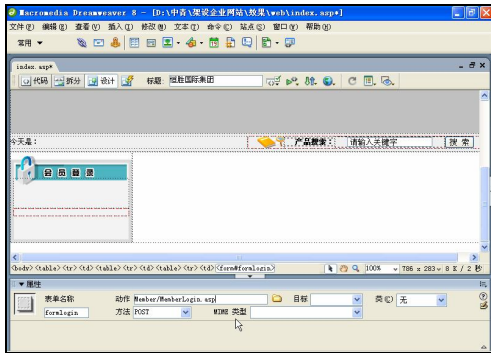 Macromedia Dreamweaver 8 - [D:\中青\架设企业网站\效果\web\index.asp*]
文件(F) 编辑(E) 查看(V) 插入(I) 修改(M) 文本(T) 命令(C) 站点(S) 窗口(W) 帮助(H)
常用
index.asp*
代码 拆分 设计 标题: 恒胜国际集团
今天是: 产品搜索: 请输入关键字 搜 索
会 员 登 录
<body> <table> <tr> <td> <table> <tr> <td> <table> <tr> <td> <form#formlogin> 100% 786 x 283 8 K / 2 秒
属性
表单名称 动作 Member/MemberLogin.asp 目标 类(C) 无
formlogin 方法 POST MIME 类型